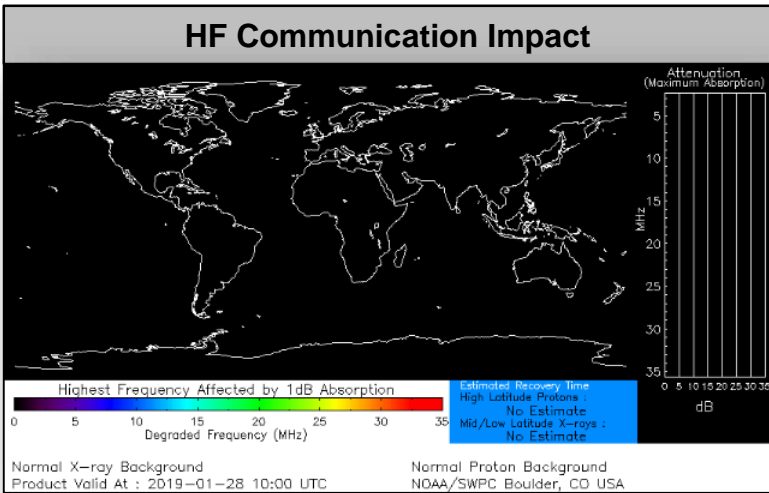 HF Communication Impact
Attenuation
(Maximum Absorption)
5
10
15
MHz
20
25
30
35
0 5 10 15 20 25 30 35
dB
Highest Frequency Affected by 1dB Absorption
0 5 10 15 20 25 30 35
Degraded Frequency (MHz)
Estimated Recovery Time
High Latitude Protons :
No Estimate
Mid/Low Latitude X-rays :
No Estimate
Normal X-ray Background
Product Valid At : 2019-01-28 10:00 UTC
Normal Proton Background
NOAA/SWPC Boulder, CO USA